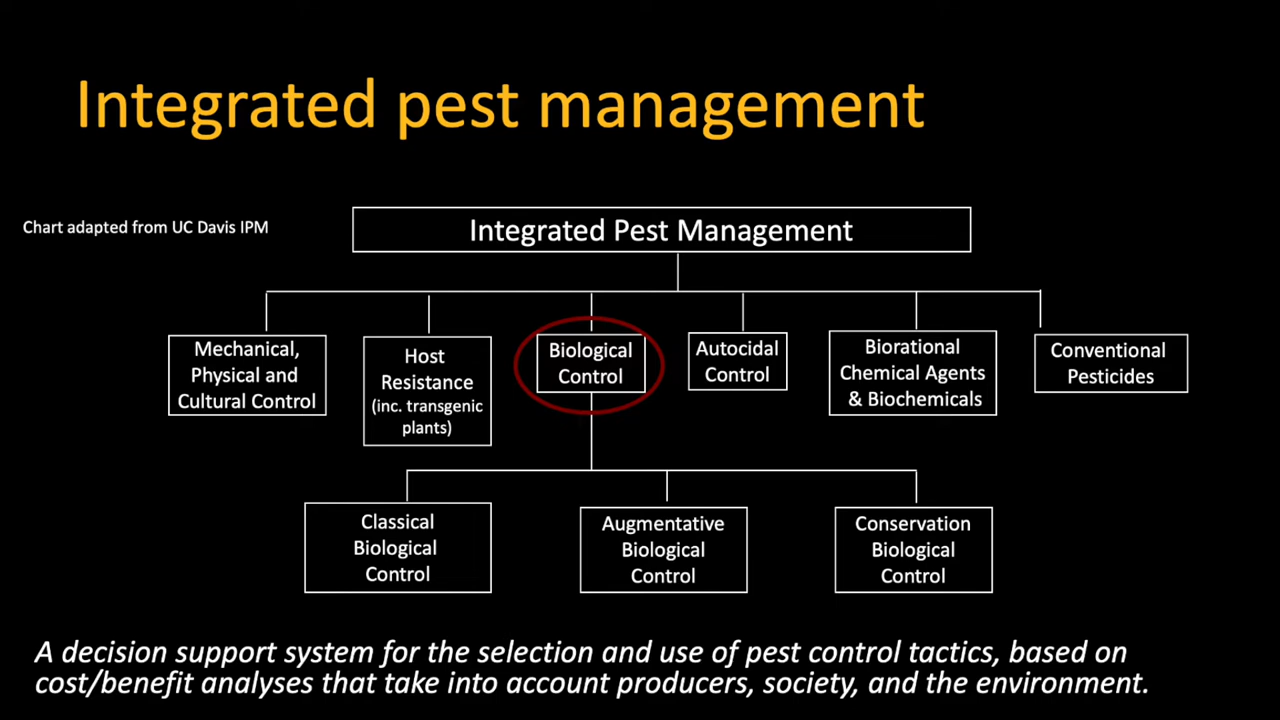 Integrated pest management
Chart adapted from UC Davis IPM
Integrated Pest Management
Mechanical,
Physical and
Cultural Control
Host
Resistance
(inc. transgenic
plants)
Biological
Control
Autocidal
Control
Biorational
Chemical Agents
& Biochemicals
Conventional
Pesticides
Classical
Biological
Control
Augmentative
Biological
Control
Conservation
Biological
Control
A decision support system for the selection and use of pest control tactics, based on
cost/benefit analyses that take into account producers, society, and the environment.